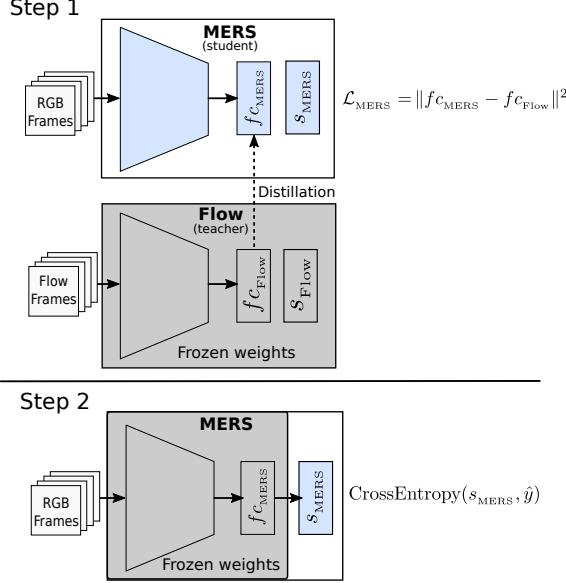 Step 1
MERS
(student)
RGB
Frames
fc_MERS
s_MERS
ℒ_MERS = ‖fc_MERS − fc_Flow‖²
Distillation
Flow
(teacher)
Flow
Frames
fc_Flow
s_Flow
Frozen weights
Step 2
MERS
RGB
Frames
fc_MERS
s_MERS
CrossEntropy(s_MERS, ŷ)
Frozen weights